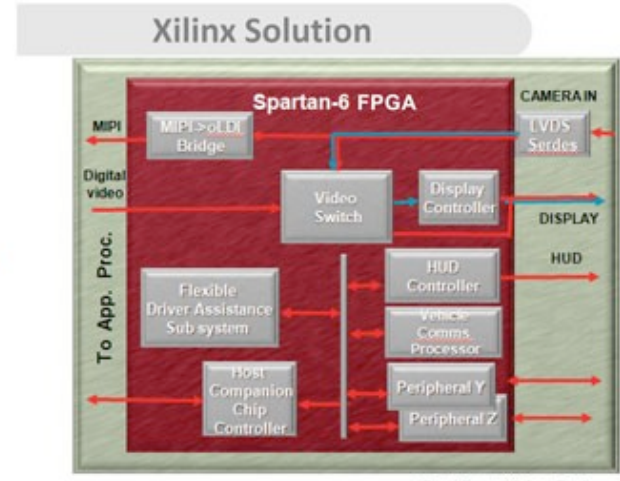 Xilinx Solution
Spartan-6 FPGA
CAMERA IN
MIPI
MIPI->oLDI
Bridge
LVDS
Serdes
Digital
video
Video
Switch
Display
Controller
DISPLAY
HUD
HUD
Controller
To App. Proc.
Flexible
Driver Assistance
Sub system
Vehicle
Comms
Processor
Host
Companion
Chip
Controller
Peripheral Y
Peripheral Z